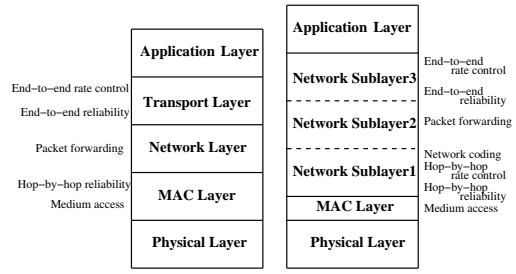 Application Layer
End−to−end rate control
Transport Layer
End−to−end reliability
Packet forwarding
Network Layer
Hop−by−hop reliability
MAC Layer
Medium access
Physical Layer
Application Layer
End−to−end
rate control
Network Sublayer3
End−to−end
reliability
Network Sublayer2
Packet forwarding
Network coding
Network Sublayer1
Hop−by−hop
rate control
Hop−by−hop
reliability
MAC Layer
Medium access
Physical Layer